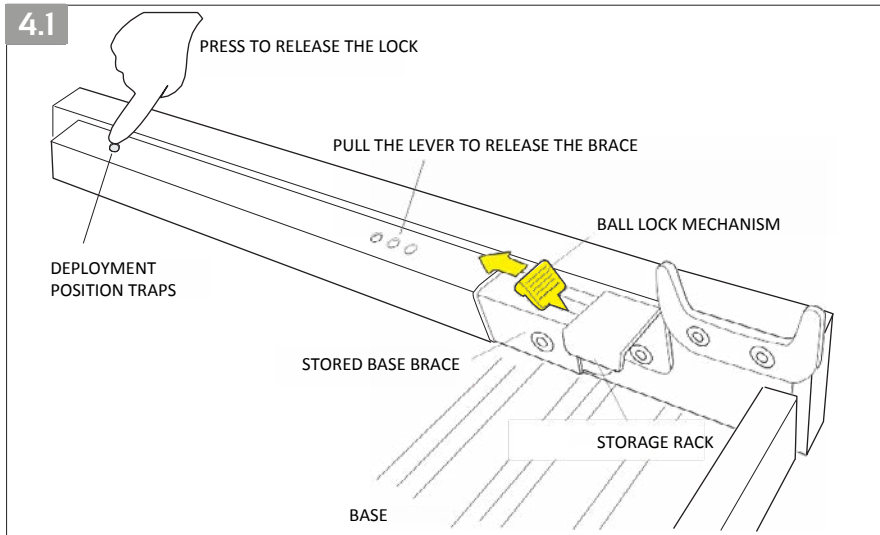 4.1
PRESS TO RELEASE THE LOCK
PULL THE LEVER TO RELEASE THE BRACE
BALL LOCK MECHANISM
DEPLOYMENT
POSITION TRAPS
STORED BASE BRACE
STORAGE RACK
BASE